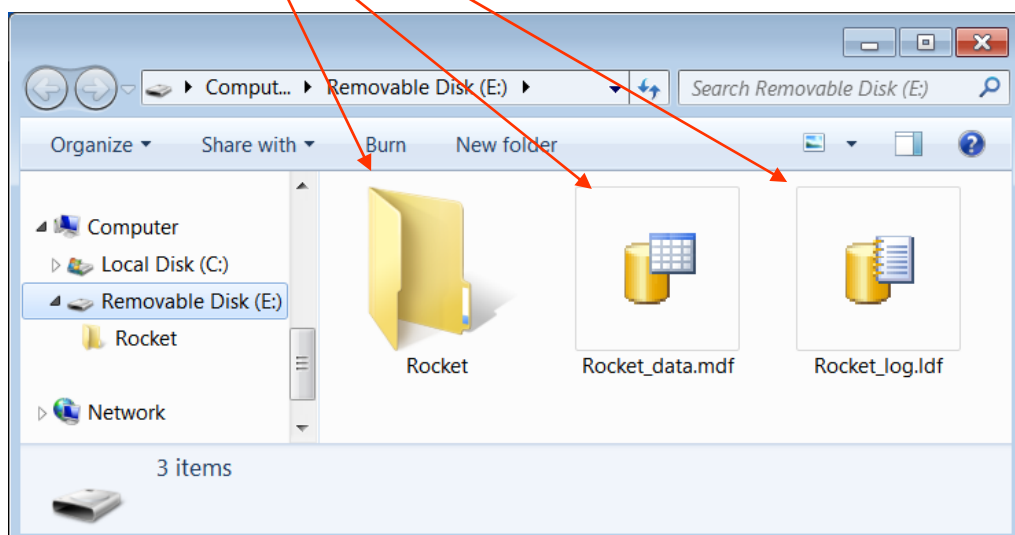 Comput... Removable Disk (E:) Search Removable Disk (E:)
Organize Share with Burn New folder
Computer
Local Disk (C:)
Removable Disk (E:)
Rocket
Network
Rocket Rocket_data.mdf Rocket_log.ldf
3 items